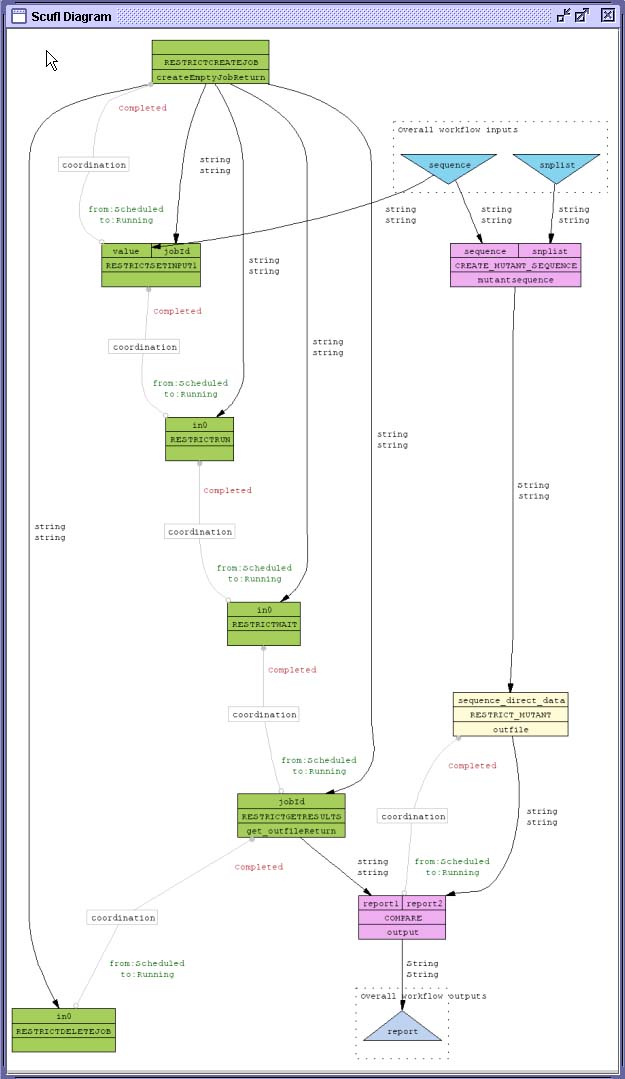 Scufl Diagram
RESTRICTCREATEJOB
createEmptyJobReturn
Completed
Overall workflow inputs
coordination
string
string
sequence
snplist
from:Scheduled
to:Running
string
string
string
string
string
string
value
jobId
RESTRICTSETINPUT1
sequence
snplist
CREATE_MUTANT_SEQUENCE
mutantsequence
string
string
Completed
coordination
string
string
from:Scheduled
to:Running
in0
RESTRICTRUN
string
string
Completed
String
string
string
string
coordination
from:Scheduled
to:Running
in0
RESTRICTWAIT
Completed
sequence_direct_data
RESTRICT_MUTANT
outfile
coordination
from:Scheduled
to:Running
Completed
jobId
RESTRICTGETRESULTS
get_outfileReturn
coordination
string
string
Completed
string
string
from:Scheduled
to:Running
report1
report2
COMPARE
output
coordination
from:Scheduled
to:Running
String
String
Overall workflow outputs
in0
RESTRICTDELETEJOB
report